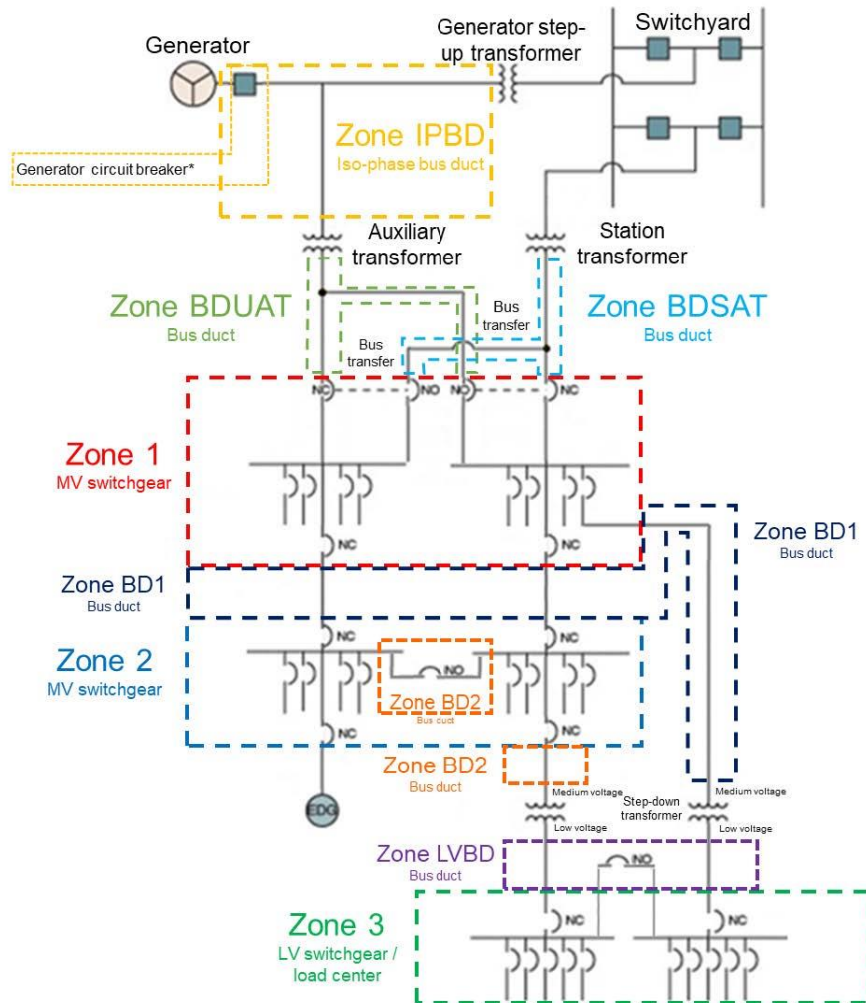 Generator
Generator step-
up transformer
Switchyard
Zone IPBD
Iso-phase bus duct
Generator circuit breaker*
Auxiliary
transformer
Station
transformer
Zone BDUAT
Bus duct
Bus
transfer
Bus
transfer
Zone BDSAT
Bus duct
NC
NO
NO
NC
Zone 1
MV switchgear
NC
NC
Zone BD1
Bus duct
Zone BD1
Bus duct
NC
NC
Zone 2
MV switchgear
NO
Zone BD2
Bus duct
NC
NC
Zone BD2
Bus duct
EDG
Medium voltage
Step-down
transformer
Medium voltage
Low voltage
Low voltage
Zone LVBD
Bus duct
NO
Zone 3
LV switchgear /
load center
NC
NC